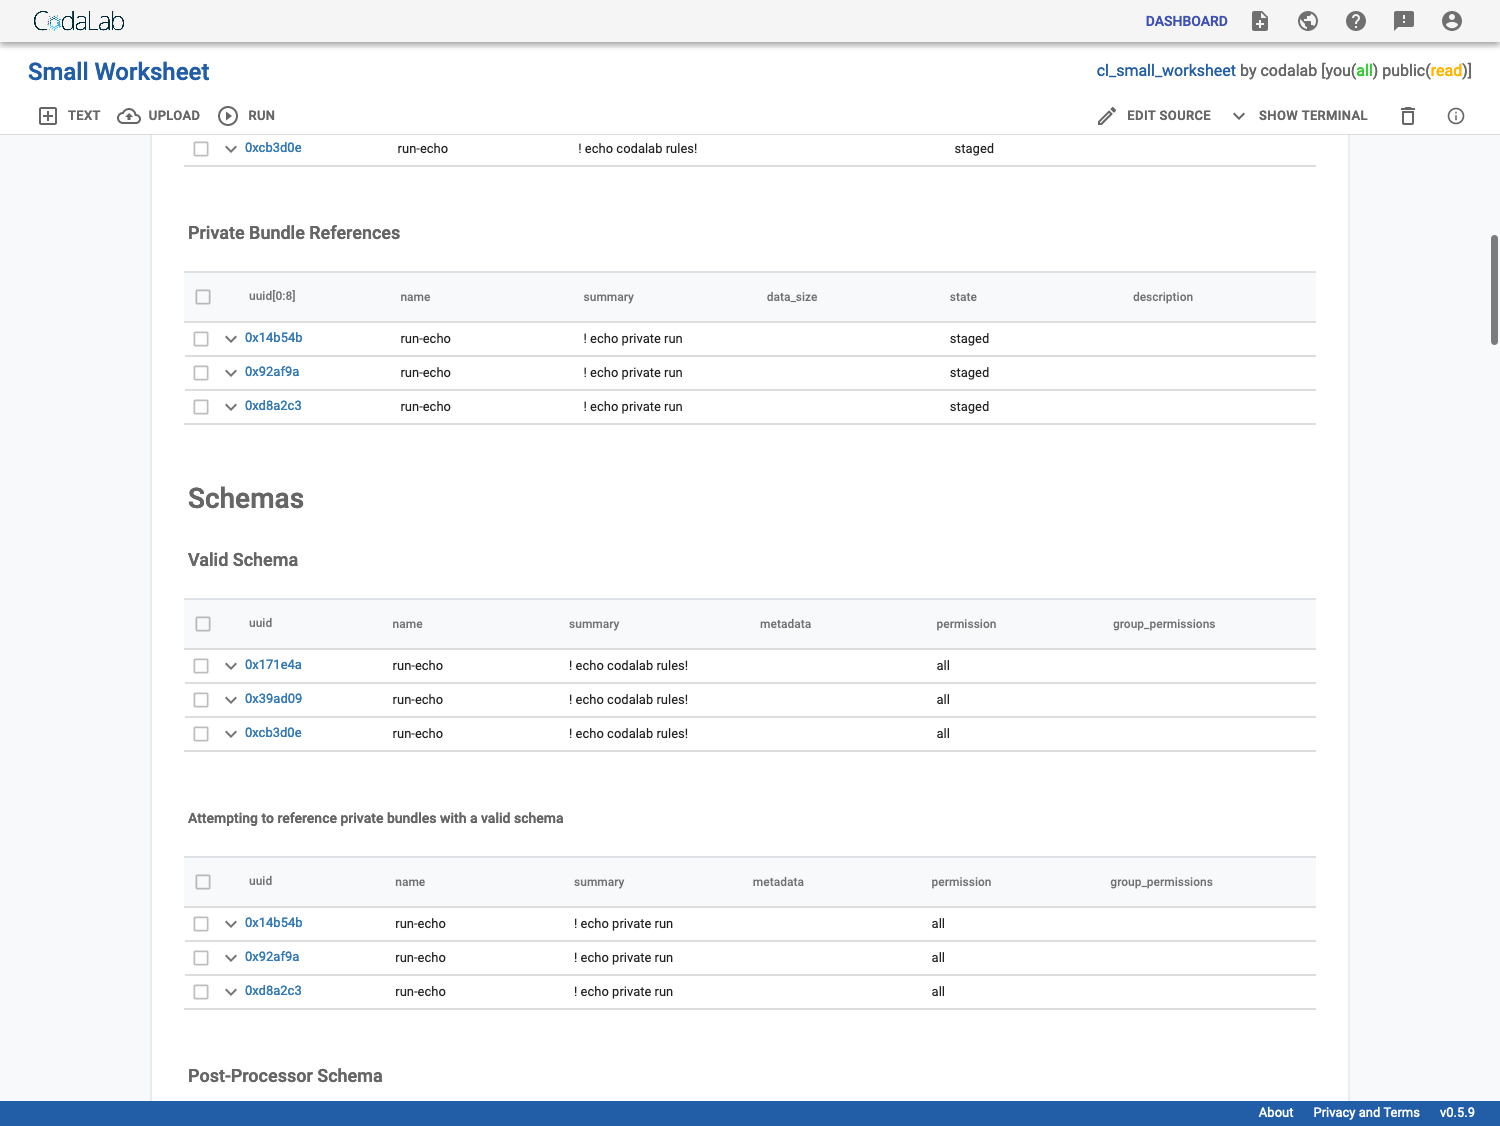 CodaLab
DASHBOARD
Small Worksheet
cl_small_worksheet by codalab [you(all) public(read)]
TEXT UPLOAD RUN EDIT SOURCE SHOW TERMINAL
0xcb3d0e run-echo ! echo codalab rules! staged
Private Bundle References
uuid[0:8] name summary data_size state description
0x14b54b run-echo ! echo private run staged
0x92af9a run-echo ! echo private run staged
0xd8a2c3 run-echo ! echo private run staged
Schemas
Valid Schema
uuid name summary metadata permission group_permissions
0x171e4a run-echo ! echo codalab rules! all
0x39ad09 run-echo ! echo codalab rules! all
0xcb3d0e run-echo ! echo codalab rules! all
Attempting to reference private bundles with a valid schema
uuid name summary metadata permission group_permissions
0x14b54b run-echo ! echo private run all
0x92af9a run-echo ! echo private run all
0xd8a2c3 run-echo ! echo private run all
Post-Processor Schema
About Privacy and Terms v0.5.9